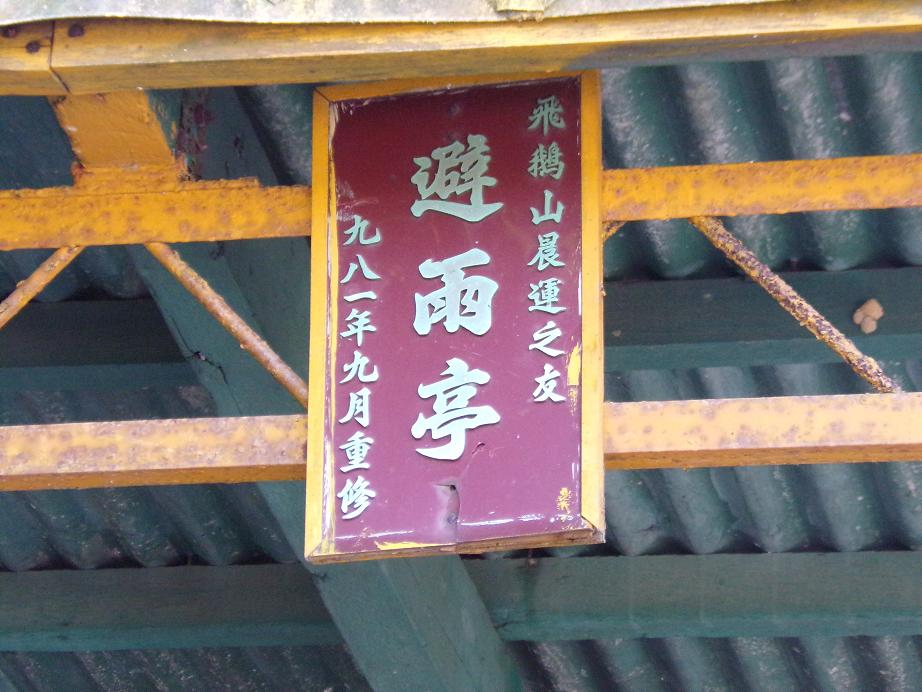 飛鵝山晨運之友
避雨亭
九八一年九月重修